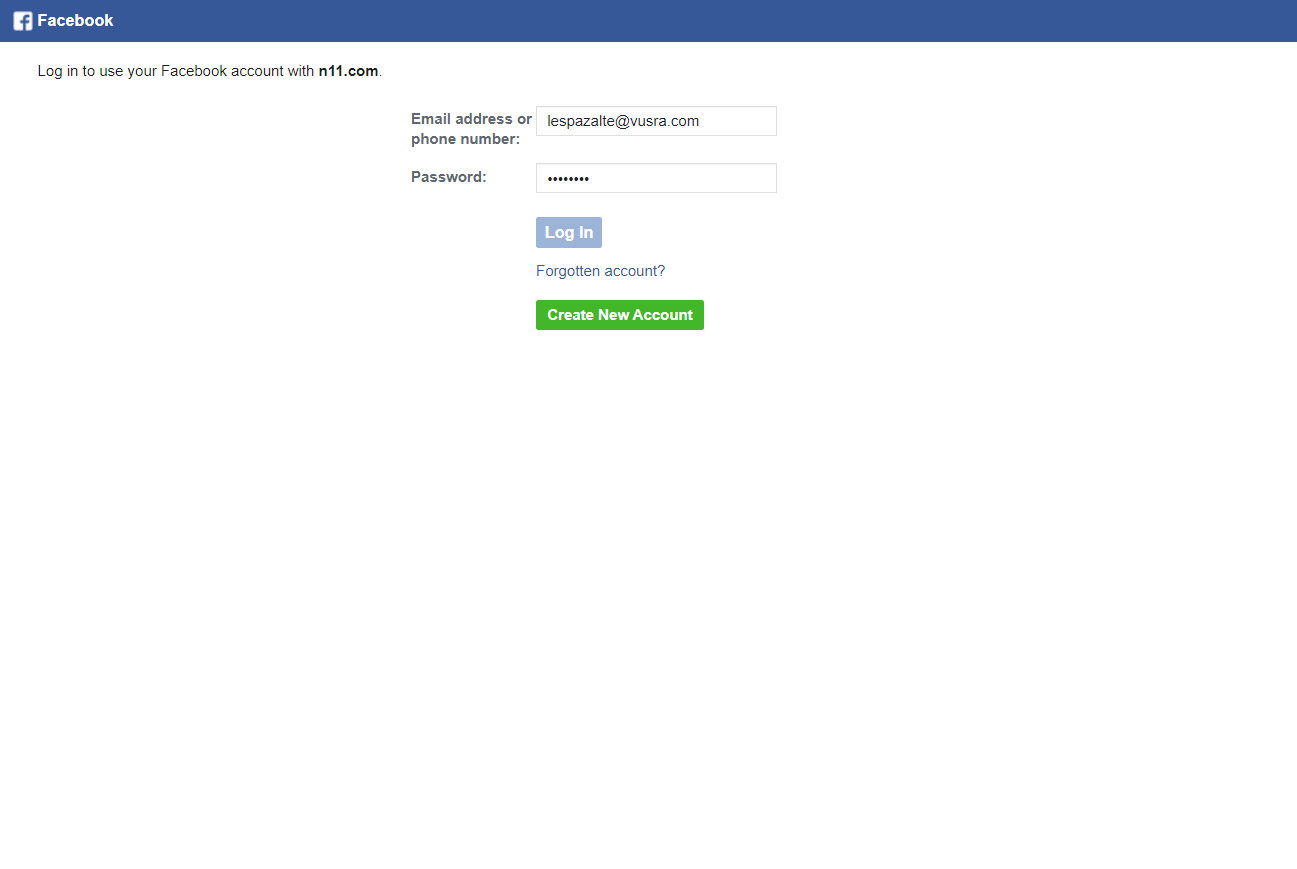 Facebook
Log in to use your Facebook account with n11.com.
Email address or
phone number:
lespazalte@vusra.com
Password:
••••••••
Log In
Forgotten account?
Create New Account